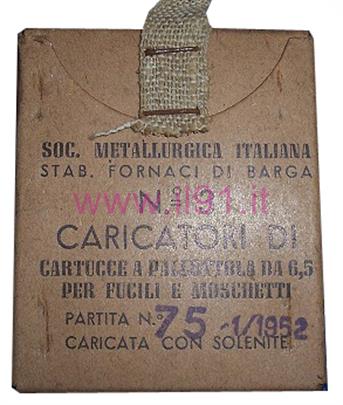 SOC. METALLURGICA ITALIANA
STAB. FORNACI DI BARGA
N.º 3
www.il91.it
CARICATORI DI
CARTUCCE A PALLOTTOLA DA 6,5
PER FUCILI E MOSCHETTI
PARTITA N.º 75 -1/1952
CARICATA CON SOLENITE